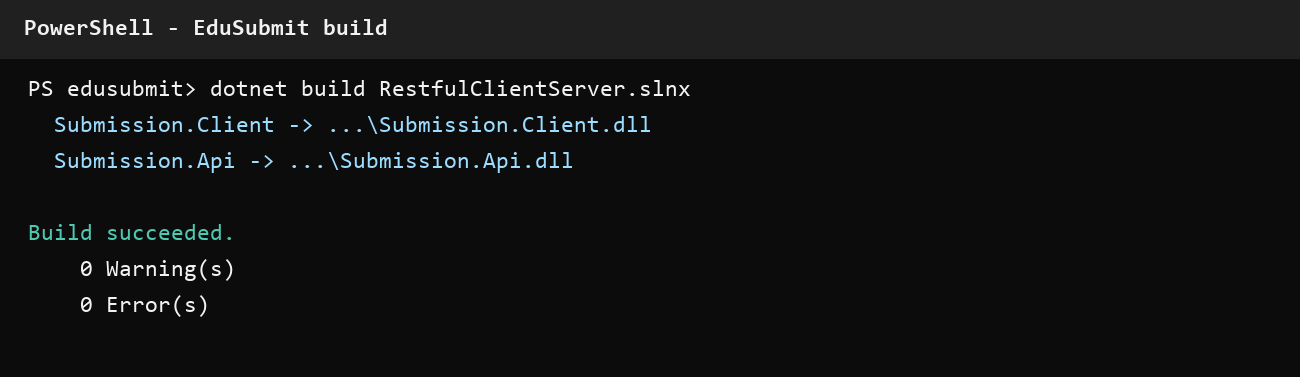 PowerShell - EduSubmit build
PS edusubmit> dotnet build RestfulClientServer.slnx
Submission.Client -> ...\Submission.Client.dll
Submission.Api -> ...\Submission.Api.dll
Build succeeded.
0 Warning(s)
0 Error(s)